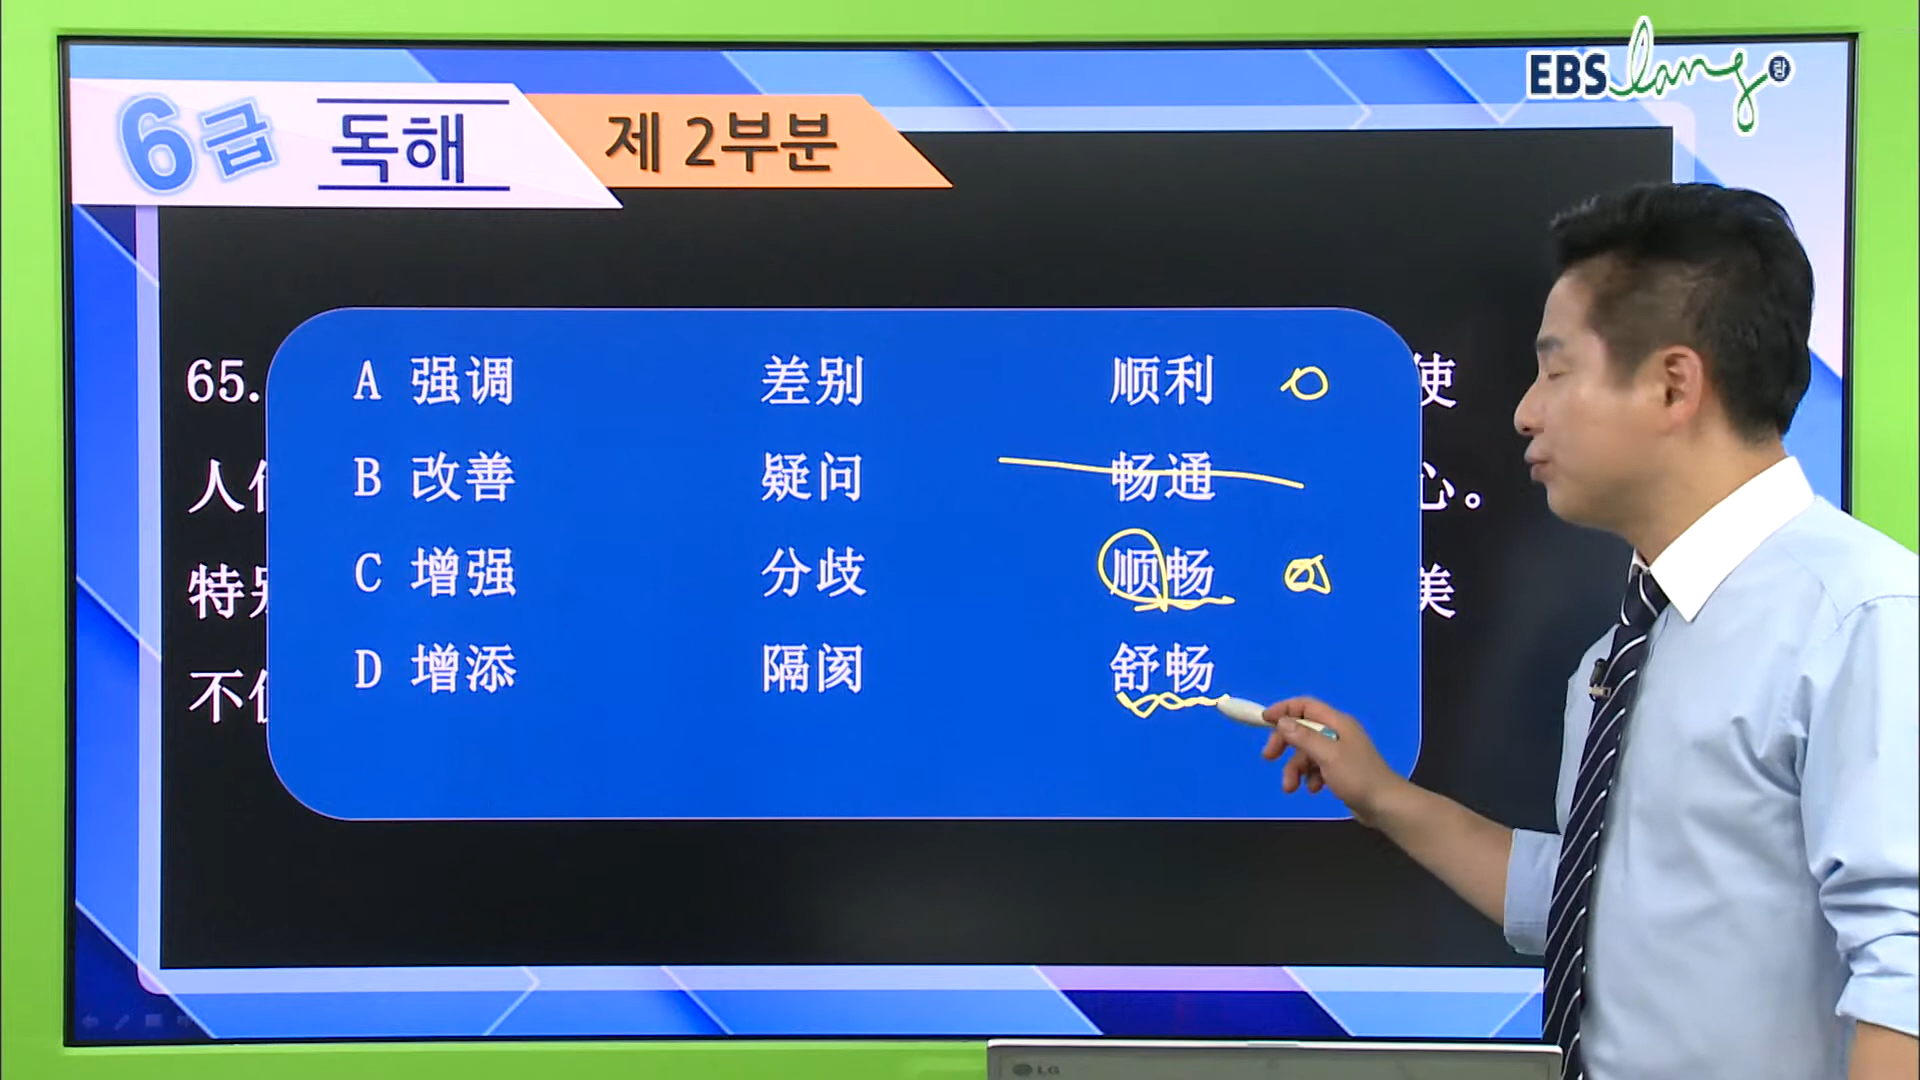 EBS lang 랑
6급 독해 제 2부분
65. 使
人 心。
特 美
不
A 强调 差别 顺利
B 改善 疑问 畅通
C 增强 分歧 顺畅
D 增添 隔阂 舒畅
LG